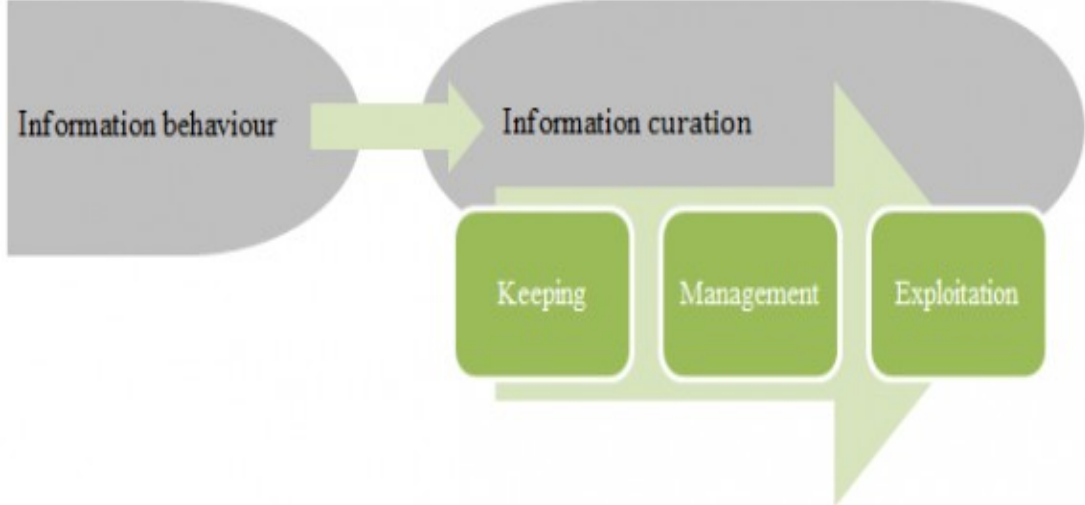 Information behaviour
Information curation
Keeping
Management
Exploitation